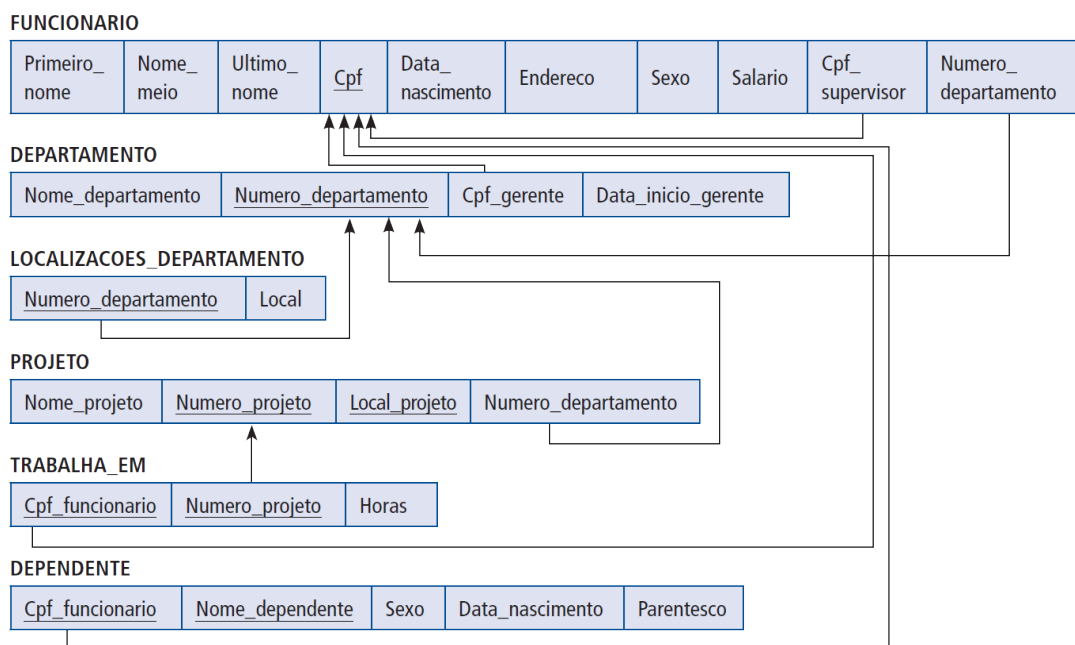 FUNCIONARIO
Primeiro_ nome Nome_ meio Ultimo_ nome Cpf Data_ nascimento Endereco Sexo Salario Cpf_ supervisor Numero_ departamento
DEPARTAMENTO
Nome_departamento Numero_departamento Cpf_gerente Data_inicio_gerente
LOCALIZACOES_DEPARTAMENTO
Numero_departamento Local
PROJETO
Nome_projeto Numero_projeto Local_projeto Numero_departamento
TRABALHA_EM
Cpf_funcionario Numero_projeto Horas
DEPENDENTE
Cpf_funcionario Nome_dependente Sexo Data_nascimento Parentesco